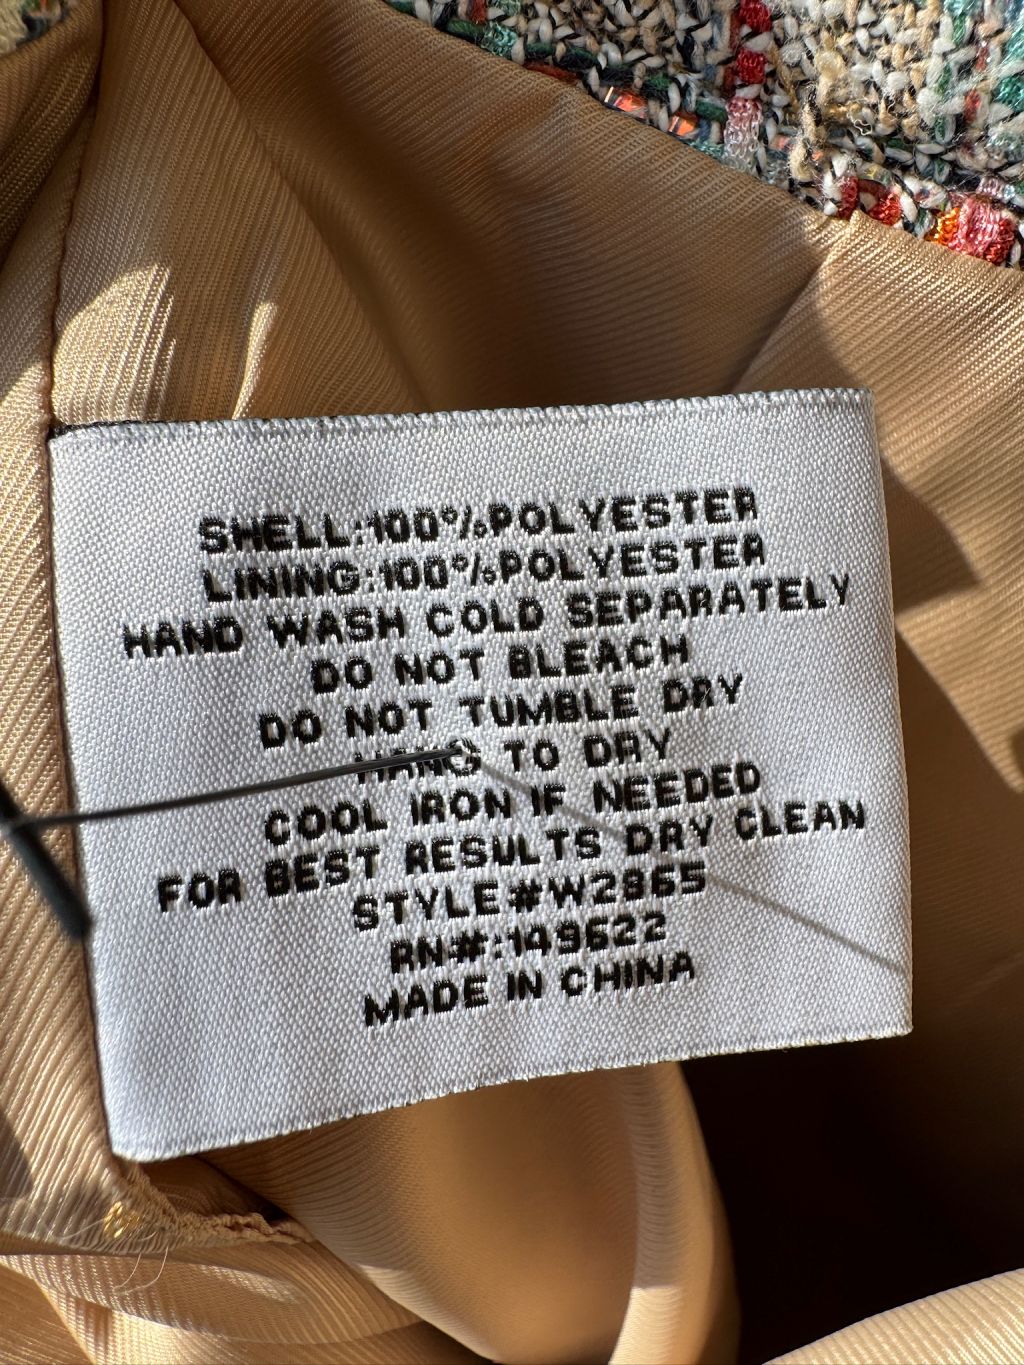 SHELL:100%POLYESTER
LINING:100%POLYESTER
HAND WASH COLD SEPARATELY
DO NOT BLEACH
DO NOT TUMBLE DRY
HANG TO DRY
COOL IRON IF NEEDED
FOR BEST RESULTS DRY CLEAN
STYLE#W2865
RN#:149622
MADE IN CHINA